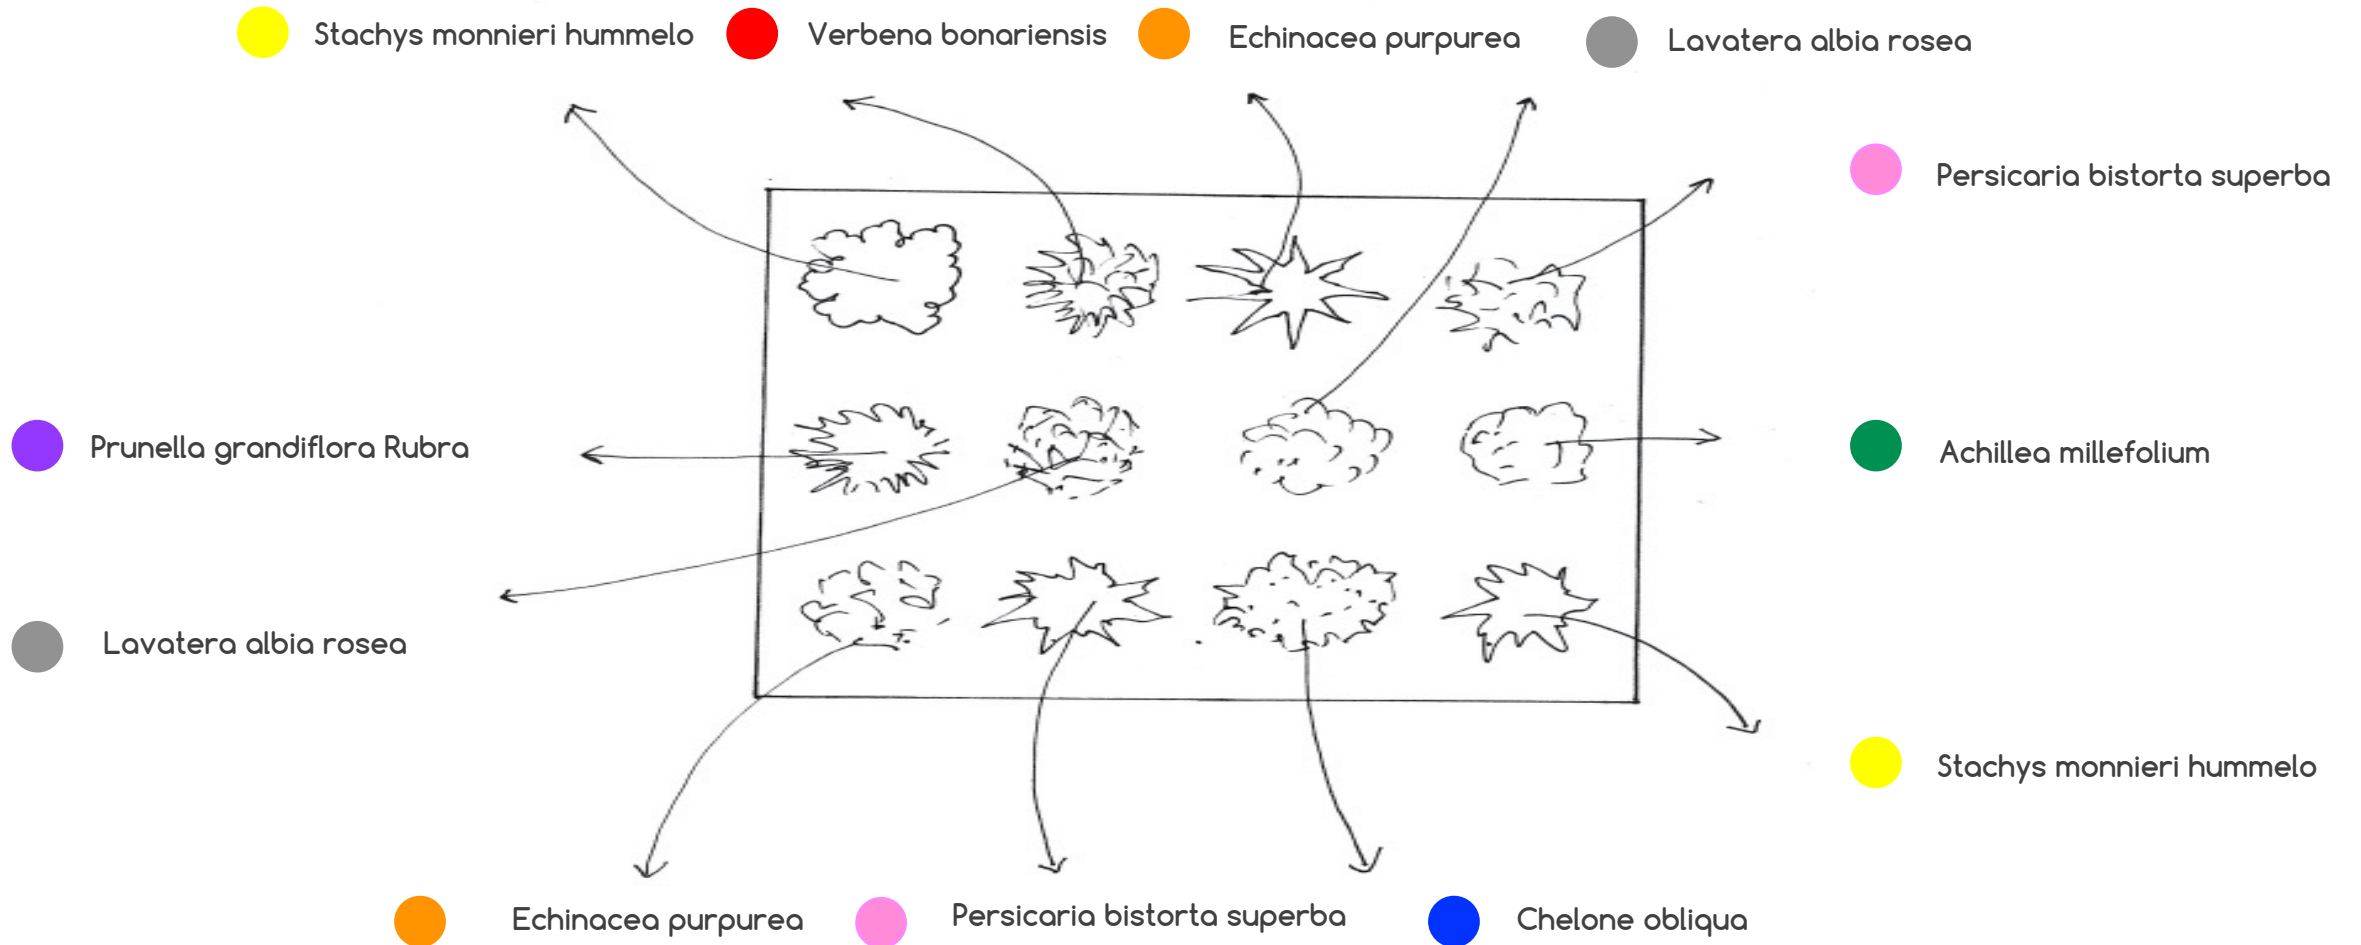 Stachys monnieri hummelo
Verbena bonariensis
Echinacea purpurea
Lavatera albia rosea
Persicaria bistorta superba
Prunella grandiflora Rubra
Achillea millefolium
Lavatera albia rosea
Stachys monnieri hummelo
Echinacea purpurea
Persicaria bistorta superba
Chelone obliqua